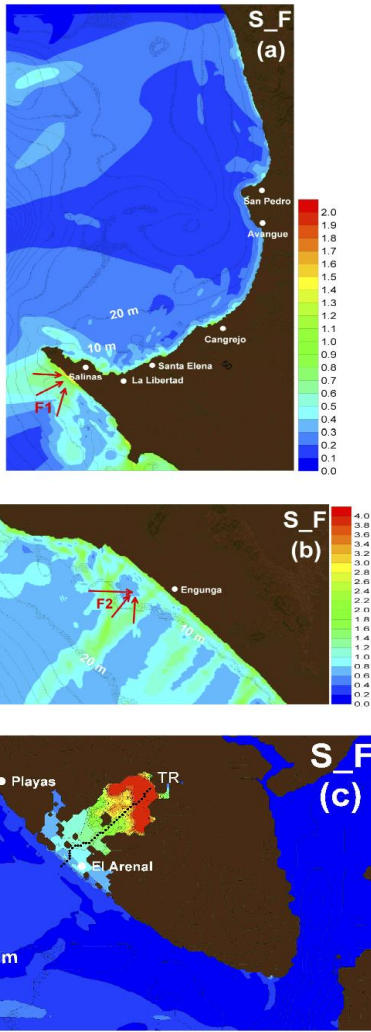 S_F
(a)
San Pedro
Avangue
20 m
Cangrejo
10 m
Santa Elena
Salinas
La Libertad
F1
2.0
1.9
1.8
1.7
1.6
1.5
1.4
1.3
1.2
1.1
1.0
0.9
0.8
0.7
0.6
0.5
0.4
0.3
0.2
0.1
0.0
S_F
(b)
Engunga
F2
10 m
20 m
4.0
3.8
3.6
3.4
3.2
3.0
2.8
2.6
2.4
2.2
2.0
1.8
1.6
1.4
1.2
1.0
0.8
0.6
0.4
0.2
0.0
S_F
(c)
TR
Playas
El Arenal
m